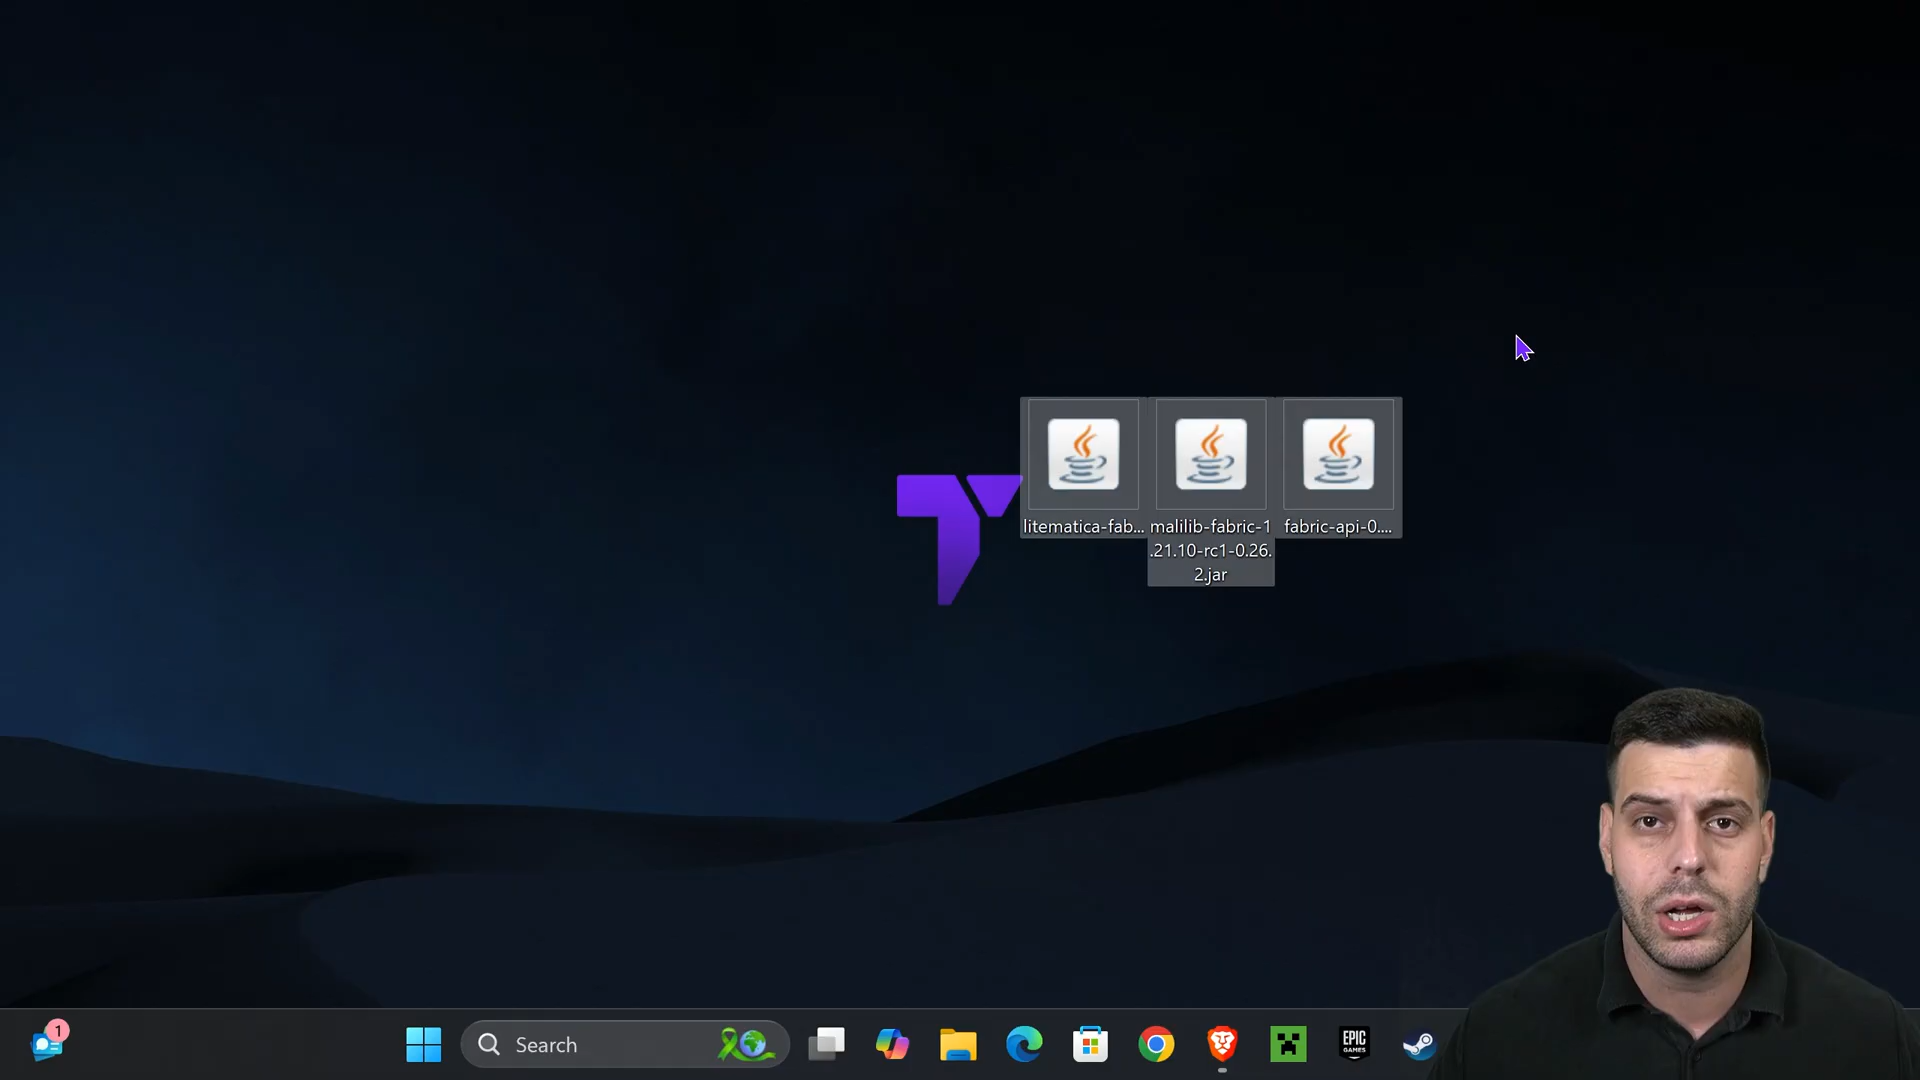 litematica-fab...
malilib-fabric-1
.21.10-rc1-0.26.
2.jar
fabric-api-0....
1
Search
EPIC
GAMES